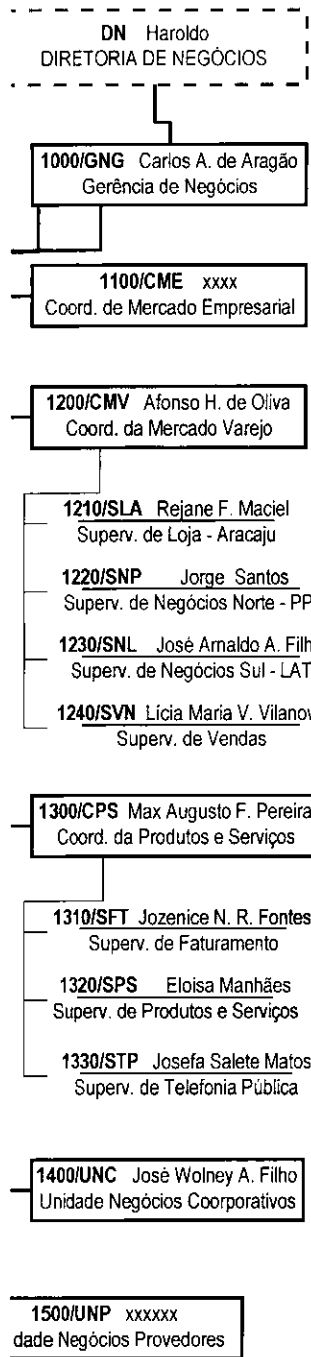 DN Haroldo
DIRETORIA DE NEGÓCIOS
1000/GNG Carlos A. de Aragão
Gerência de Negócios
1100/CME xxxx
Coord. de Mercado Empresarial
1200/CMV Afonso H. de Oliva
Coord. da Mercado Varejo
1210/SLA Rejane F. Maciel
Superv. de Loja - Aracaju
1220/SNP Jorge Santos
Superv. de Negócios Norte - PP
1230/SNL José Arnaldo A. Filh
Superv. de Negócios Sul - LAT
1240/SVN Lícia Maria V. Vilanov
Superv. de Vendas
1300/CPS Max Augusto F. Pereira
Coord. da Produtos e Serviços
1310/SFT Jozenice N. R. Fontes
Superv. de Faturamento
1320/SPS Eloisa Manhães
Superv. de Produtos e Serviços
1330/STP Josefa Salete Matos
Superv. de Telefonia Pública
1400/UNC José Wolney A. Filho
Unidade Negócios Coorporativos
1500/UNP xxxxxx
dade Negócios Provedores